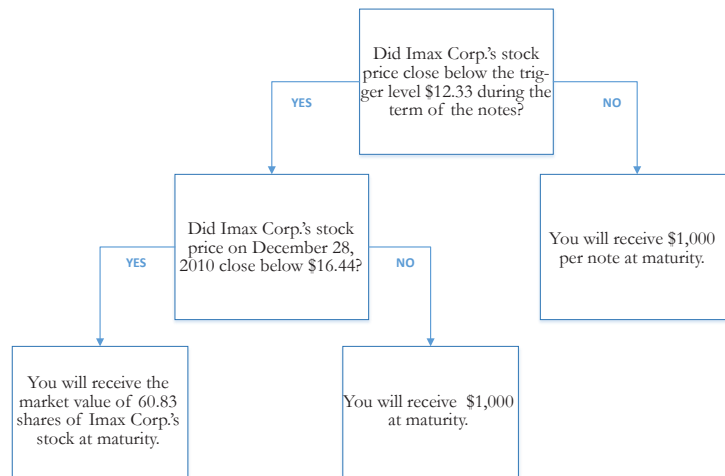 Did Imax Corp.'s stock
price close below the trig-
ger level $12.33 during the
term of the notes?
YES
NO
Did Imax Corp.'s stock
price on December 28,
2010 close below $16.44?
You will receive $1,000
per note at maturity.
YES
NO
You will receive the
market value of 60.83
shares of Imax Corp.'s
stock at maturity.
You will receive $1,000
at maturity.